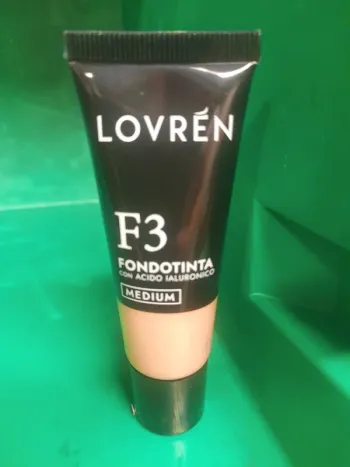 LOVRÉN
F3
FONDOTINTA
CON ACIDO IALURONICO
MEDIUM